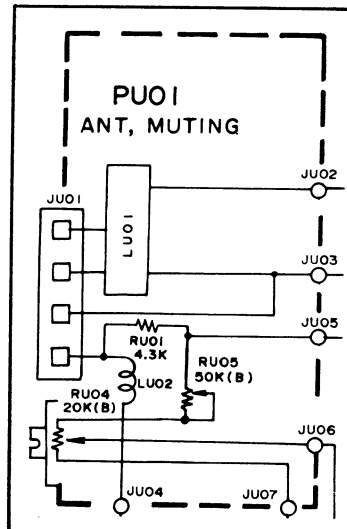 PU01
ANT, MUTING
JU02
JU01
LU01
JU03
JU05
RU01
4.3K
RU05
50K(B)
LU02
RU04
20K(B)
JU06
JU04
JU07